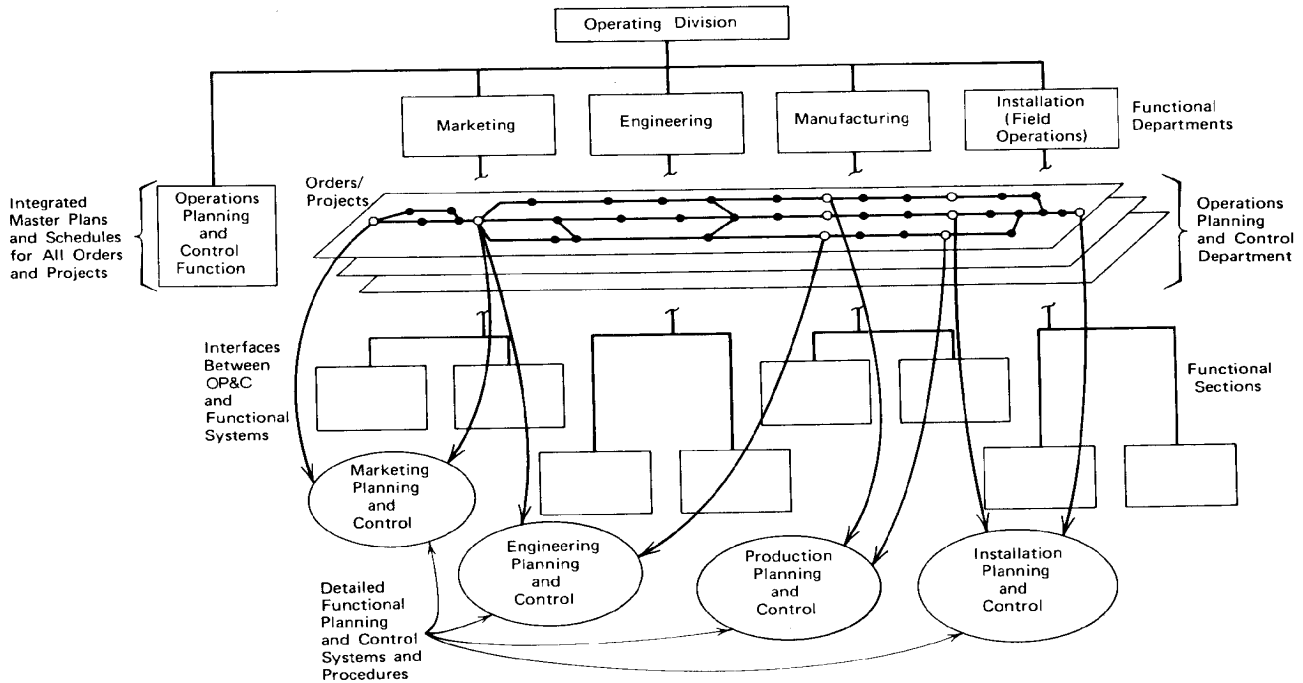 Operating Division
Marketing
Engineering
Manufacturing
Installation
(Field
Operations)
Functional
Departments
Integrated
Master Plans
and Schedules
for All Orders
and Projects
Operations
Planning
and
Control
Function
Orders/
Projects
Operations
Planning
and Control
Department
Interfaces
Between
OP&C
and
Functional
Systems
Functional
Sections
Marketing
Planning
and
Control
Engineering
Planning
and
Control
Production
Planning
and
Control
Installation
Planning
and
Control
Detailed
Functional
Planning
and Control
Systems and
Procedures